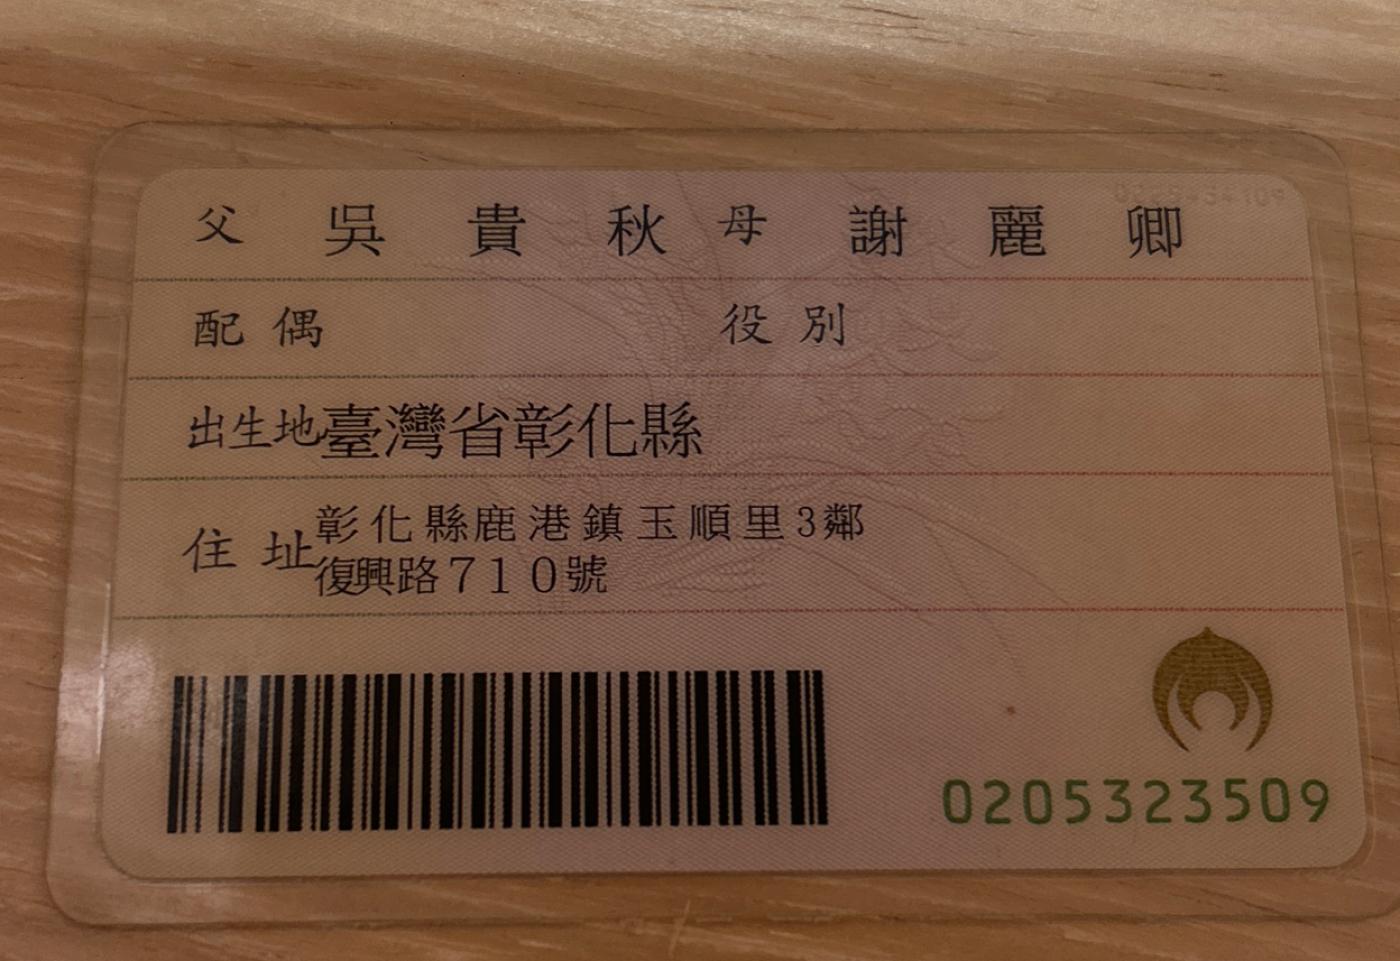 父 吳貴秋 母 謝麗卿
配偶 役別
出生地 臺灣省彰化縣
住址 彰化縣鹿港鎮玉順里3鄰
復興路710號
0205323509